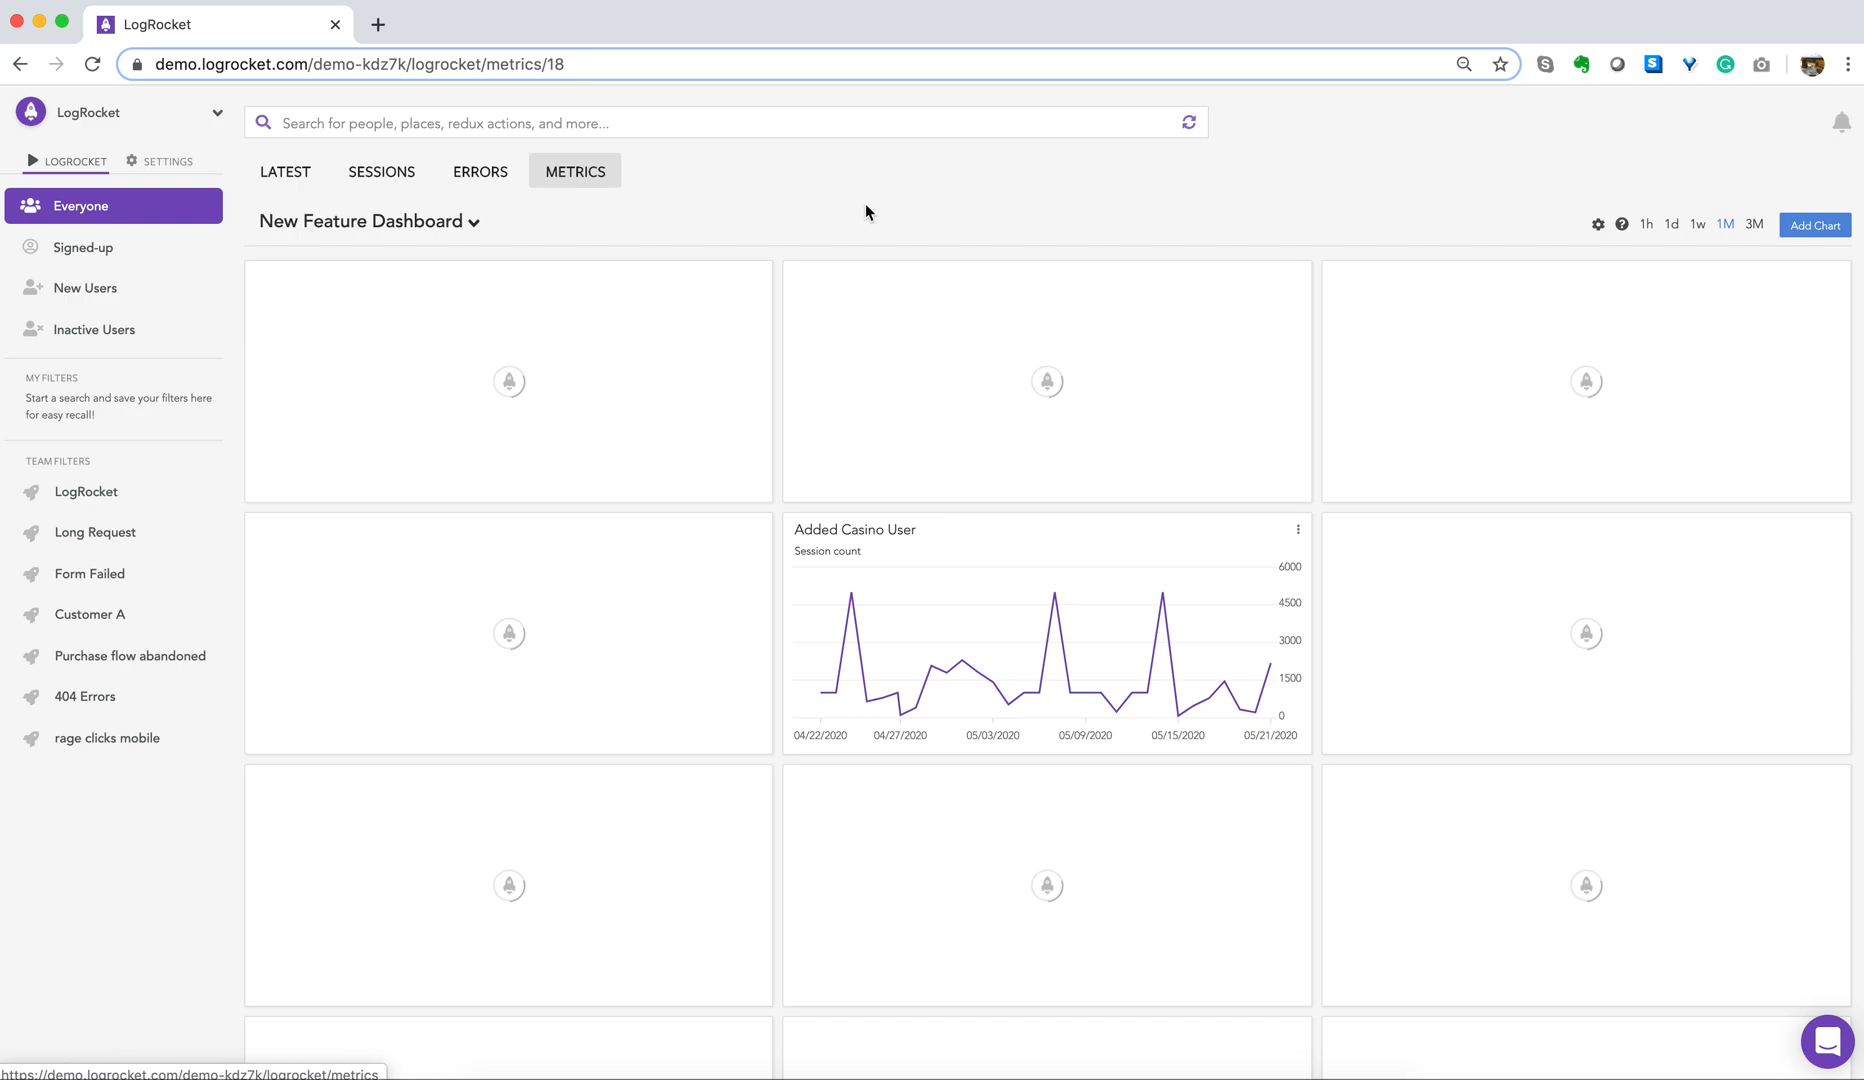 LogRocket
demo.logrocket.com/demo-kdz7k/logrocket/metrics/18
LogRocket
Search for people, places, redux actions, and more...
LOGROCKET SETTINGS
LATEST SESSIONS ERRORS METRICS
Everyone
New Feature Dashboard
1h 1d 1w 1M 3M Add Chart
Signed-up
New Users
Inactive Users
MY FILTERS
Start a search and save your filters here
for easy recall!
TEAM FILTERS
LogRocket
Long Request
Form Failed
Customer A
Purchase flow abandoned
404 Errors
rage clicks mobile
Added Casino User
Session count
6000
4500
3000
1500
0
04/22/2020 04/27/2020 05/03/2020 05/09/2020 05/15/2020 05/21/2020
https://demo.logrocket.com/demo-kdz7k/logrocket/metrics